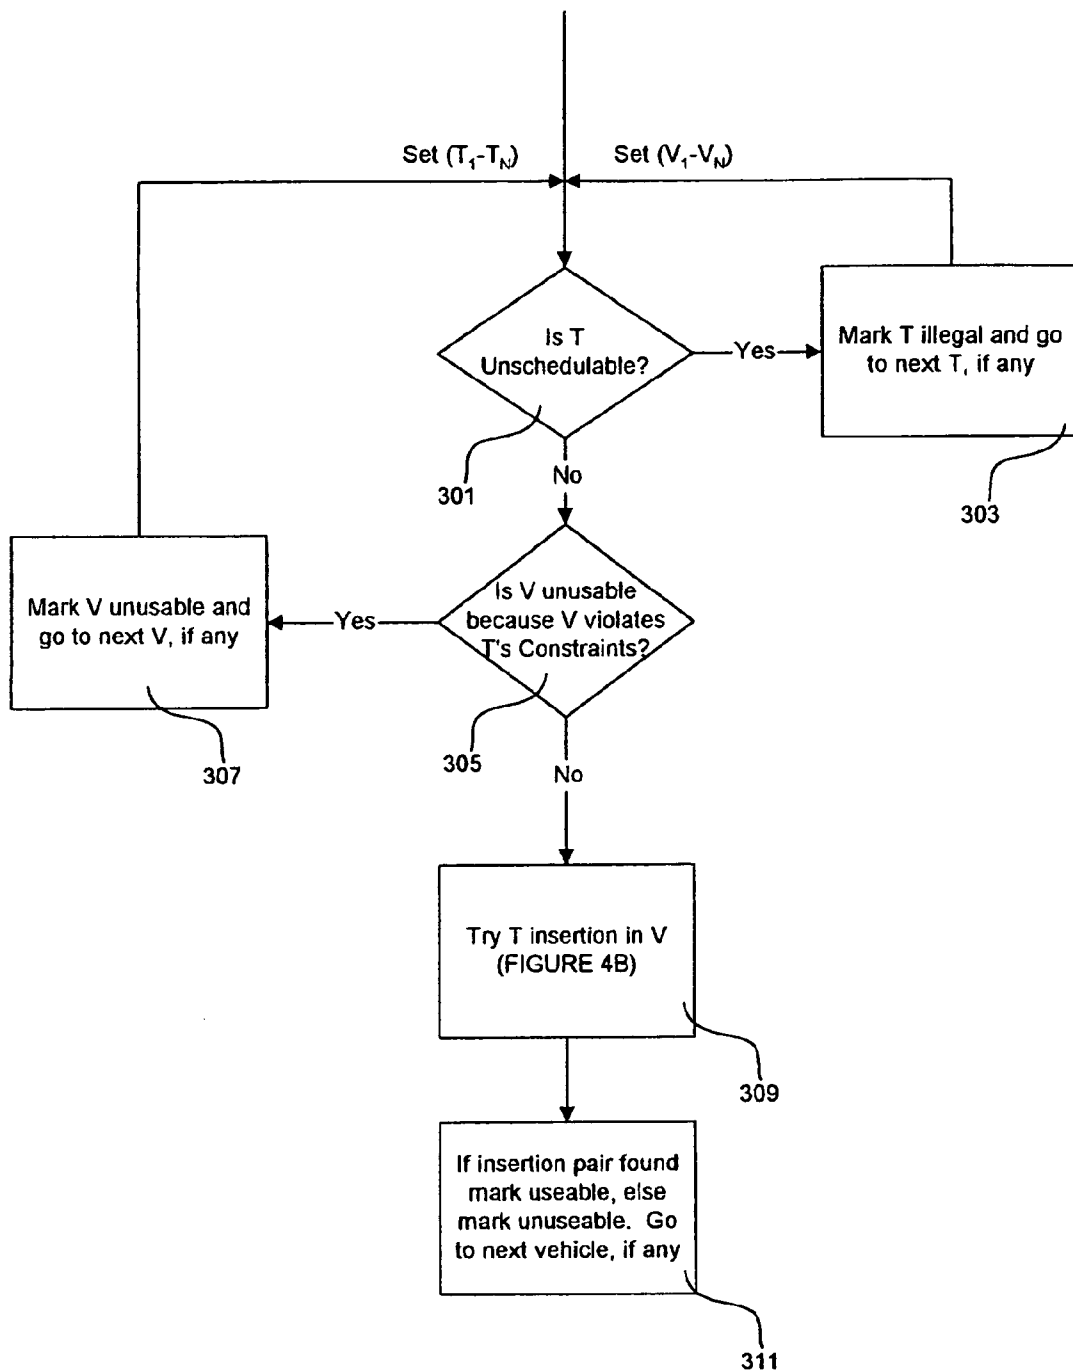 Set (T1-TN)
Set (V1-VN)
Is T
Unschedulable?
Yes
Mark T illegal and go
to next T, if any
301
No
303
Is V unusable
because V violates
T's Constraints?
Yes
Mark V unusable and
go to next V, if any
305
307
No
Try T insertion in V
(FIGURE 4B)
309
If insertion pair found
mark useable, else
mark unuseable. Go
to next vehicle, if any
311